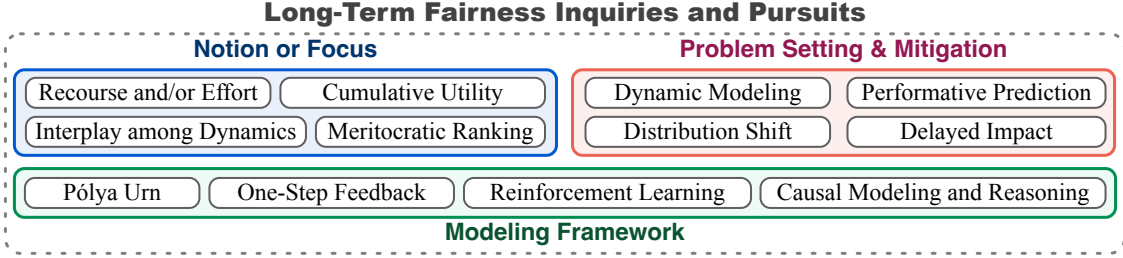 Long-Term Fairness Inquiries and Pursuits
Notion or Focus
Recourse and/or Effort
Cumulative Utility
Interplay among Dynamics
Meritocratic Ranking
Problem Setting & Mitigation
Dynamic Modeling
Performative Prediction
Distribution Shift
Delayed Impact
Pólya Urn
One-Step Feedback
Reinforcement Learning
Causal Modeling and Reasoning
Modeling Framework